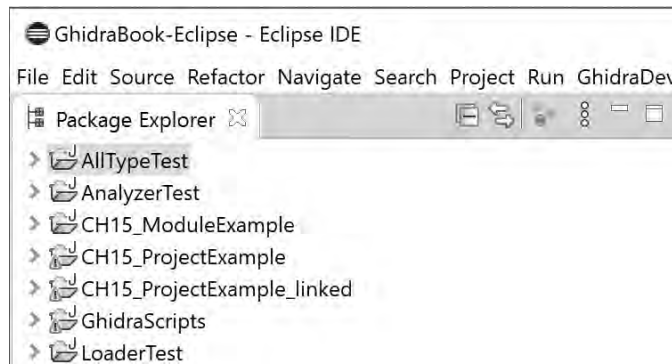 GhidraBook-Eclipse - Eclipse IDE
File Edit Source Refactor Navigate Search Project Run GhidraDev
Package Explorer
AllTypeTest
AnalyzerTest
CH15_ModuleExample
CH15_ProjectExample
CH15_ProjectExample_linked
GhidraScripts
LoaderTest